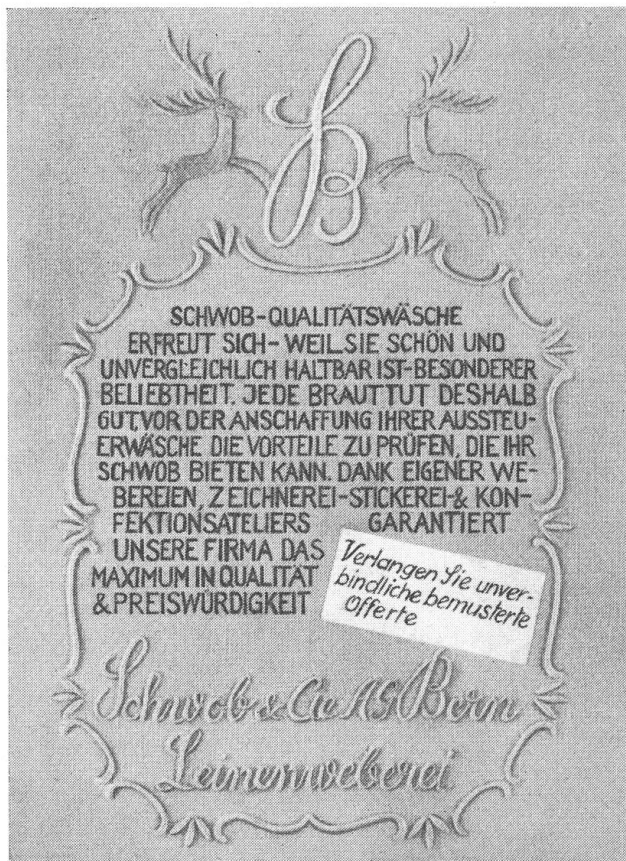 SCHWOB-QUALITÄTSWÄSCHE
ERFREUT SICH-WEIL SIE SCHÖN UND
UNVERGLEICHLICH HALTBAR IST-BESONDERER
BELIEBTHEIT. JEDE BRAUT TUT DESHALB
GUT, VOR DER ANSCHAFFUNG IHRER AUSSTEU-
ERWÄSCHE DIE VORTEILE ZU PRÜFEN, DIE IHR
SCHWOB BIETEN KANN. DANK EIGENER WE-
BEREIEN, ZEICHNEREI-STICKEREI-& KON-
FEKTIONSATELIERS GARANTIERT
UNSERE FIRMA DAS
MAXIMUM IN QUALITÄT
& PREISWÜRDIGKEIT
Verlangen Sie unver-
bindliche bemusterte
Offerte
Schwob & Cie AG Bern
Leinenweberei